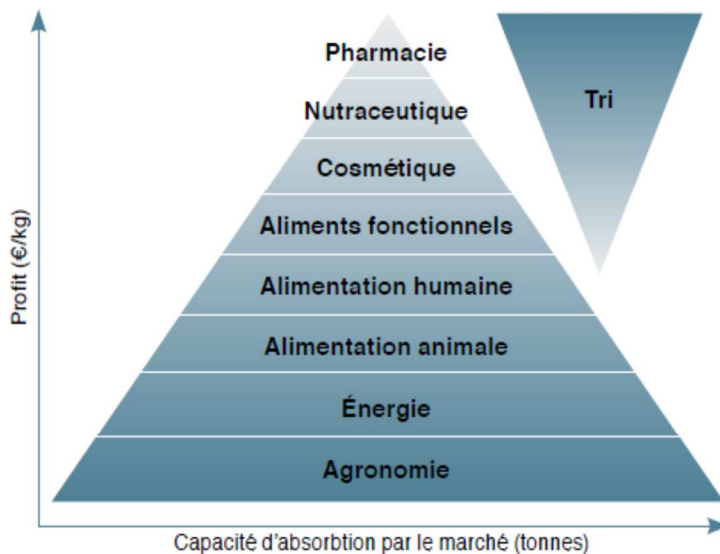 Pharmacie
Nutraceutique
Cosmétique
Aliments fonctionnels
Alimentation humaine
Alimentation animale
Énergie
Agronomie
Tri
Profit (€/kg)
Capacité d'absorbtion par le marché (tonnes)